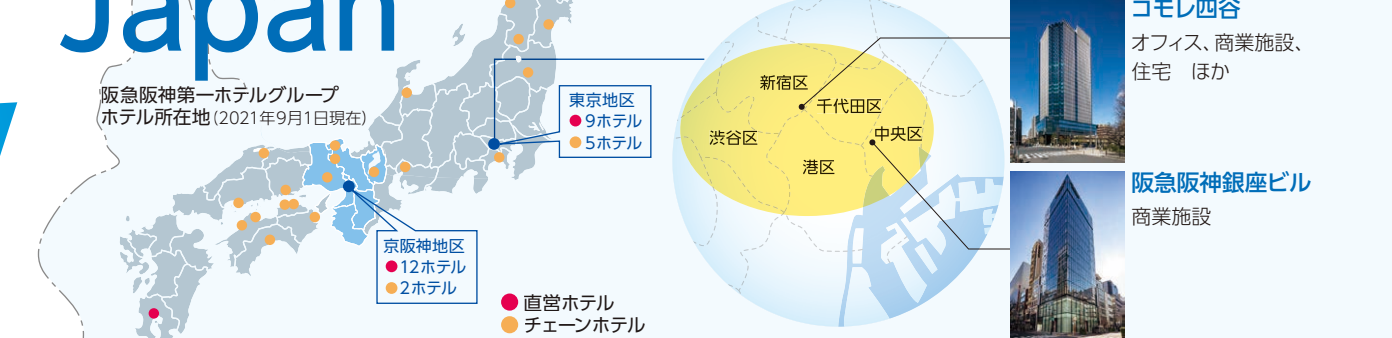 Japan
阪急阪神第一ホテルグループ
ホテル所在地(2021年9月1日現在)
東京地区
9ホテル
5ホテル
京阪神地区
12ホテル
2ホテル
直営ホテル
チェーンホテル
新宿区
千代田区
渋谷区
中央区
港区
コモレ四谷
オフィス、商業施設、
住宅　ほか
阪急阪神銀座ビル
商業施設